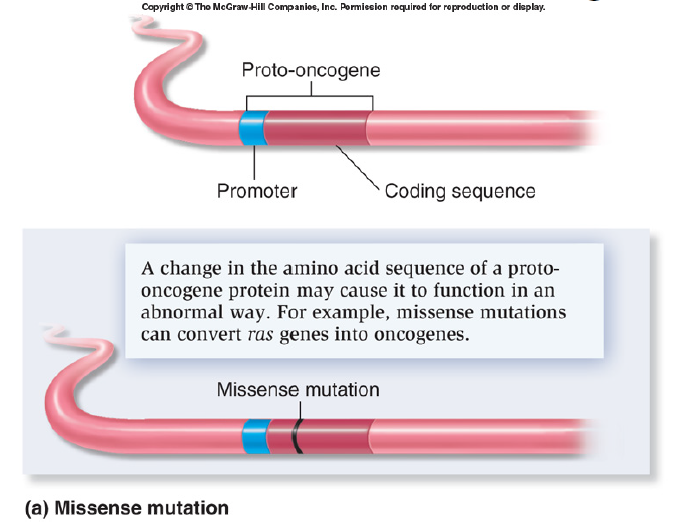 Copyright © The McGraw-Hill Companies, Inc. Permission required for reproduction or display.
Proto-oncogene
Promoter
Coding sequence
A change in the amino acid sequence of a proto-
oncogene protein may cause it to function in an
abnormal way. For example, missense mutations
can convert ras genes into oncogenes.
Missense mutation
(a) Missense mutation